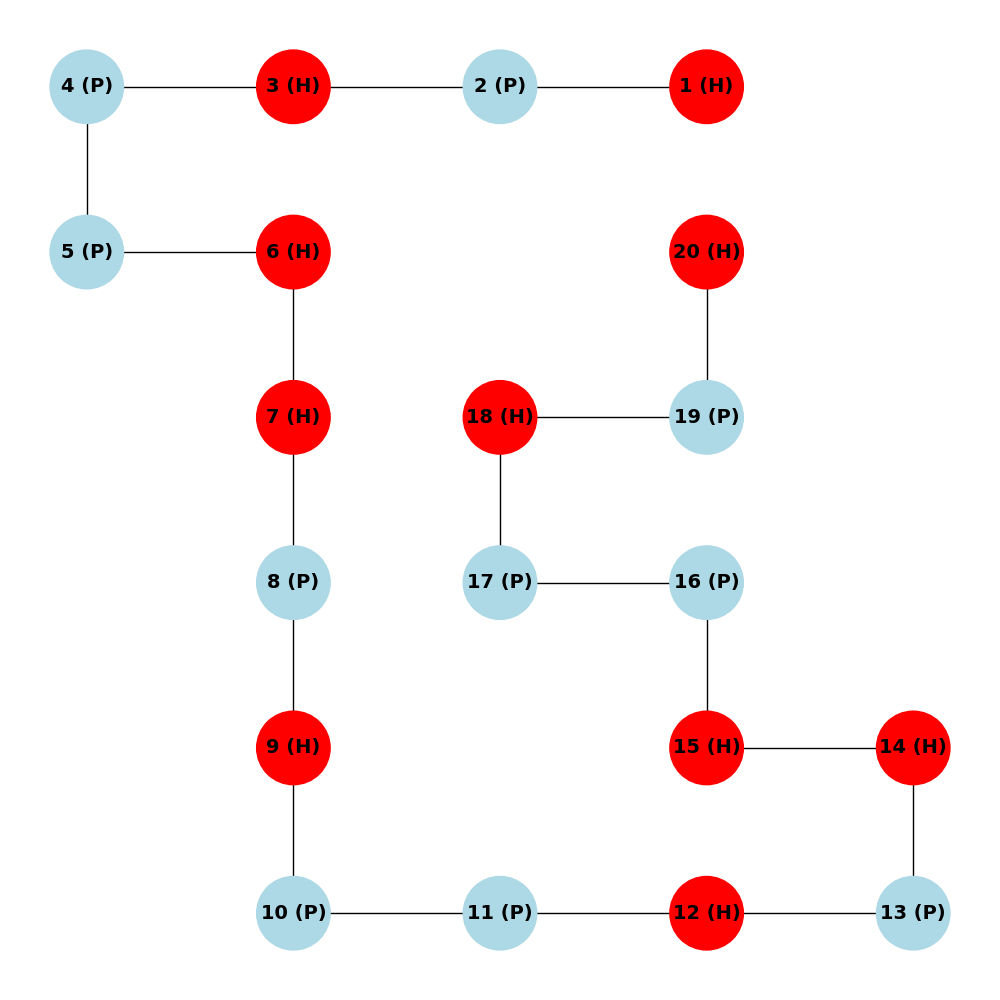 4 (P) 3 (H) 2 (P) 1 (H)
5 (P) 6 (H) 20 (H)
7 (H) 18 (H) 19 (P)
8 (P) 17 (P) 16 (P)
9 (H) 15 (H) 14 (H)
10 (P) 11 (P) 12 (H) 13 (P)